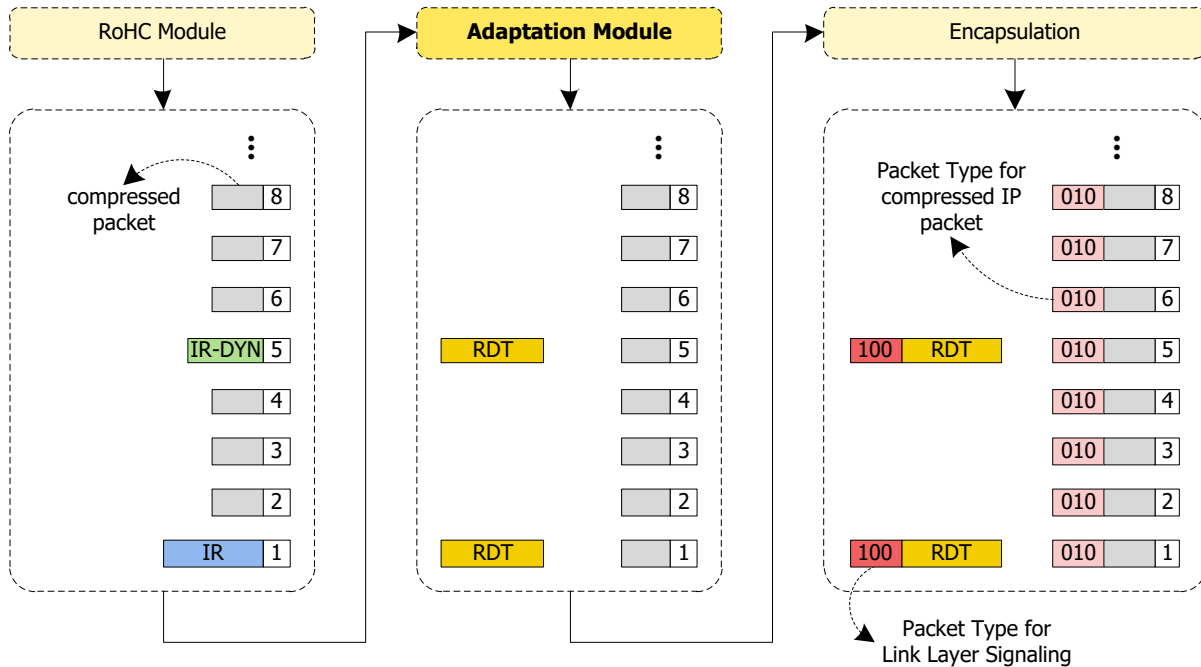 RoHC Module
Adaptation Module
Encapsulation
compressed
packet
8
7
6
IR-DYN 5
4
3
2
IR 1
8
7
6
RDT 5
4
3
2
RDT 1
Packet Type for
compressed IP
packet
010 8
010 7
010 6
100 RDT 010 5
010 4
010 3
010 2
100 RDT 010 1
Packet Type for
Link Layer Signaling